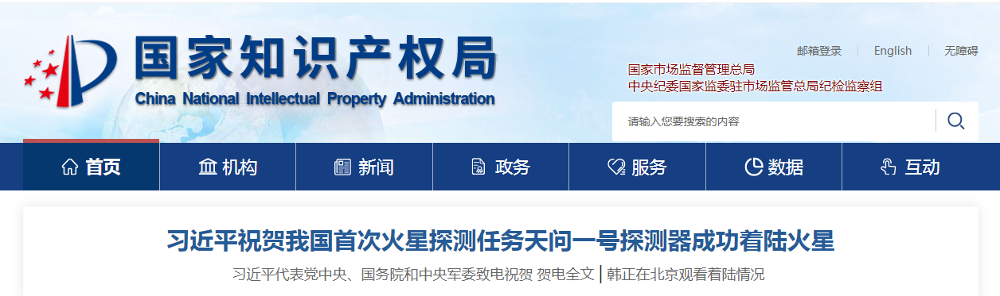 国家知识产权局
China National Intellectual Property Administration
邮箱登录 | English | 无障碍
国家市场监督管理总局
中央纪委国家监委驻市场监管总局纪检监察组
请输入您要搜索的内容
首页 机构 新闻 政务 服务 数据 互动
习近平祝贺我国首次火星探测任务天问一号探测器成功着陆火星
习近平代表党中央、国务院和中央军委致电祝贺 贺电全文 | 韩正在北京观看着陆情况